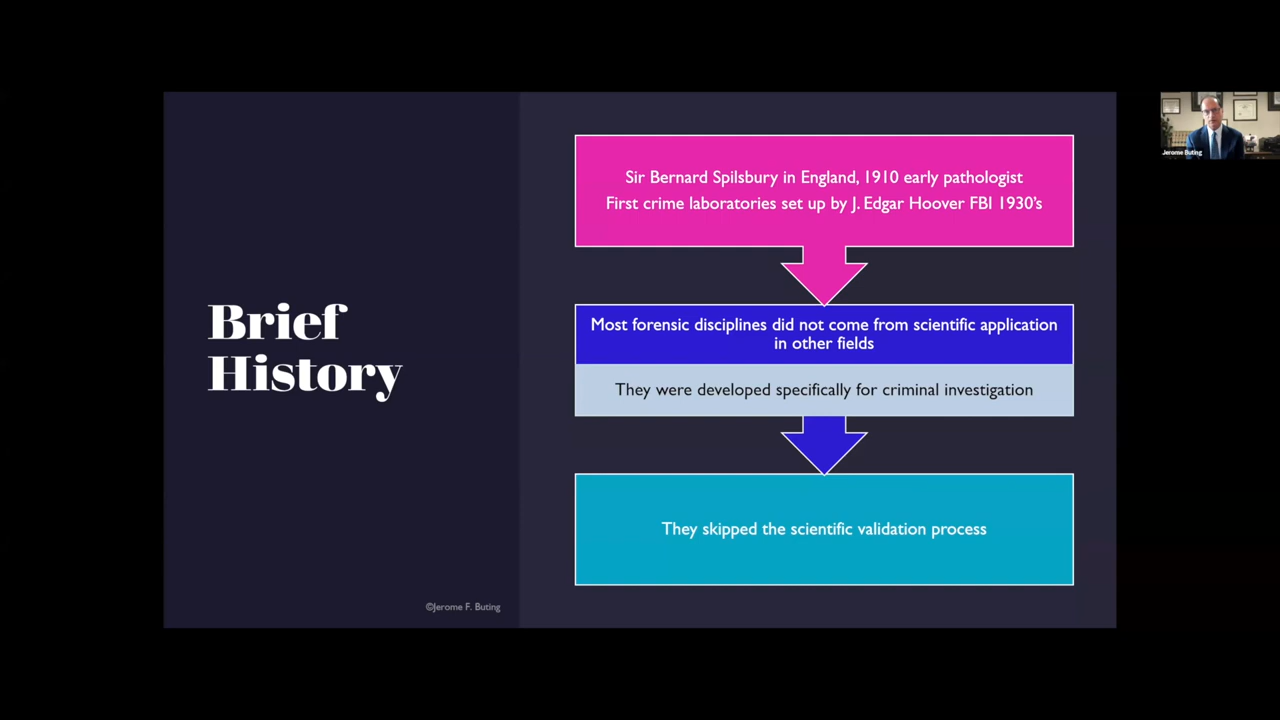 Brief
History
Sir Bernard Spilsbury in England, 1910 early pathologist
First crime laboratories set up by J. Edgar Hoover FBI 1930's
Most forensic disciplines did not come from scientific application
in other fields
They were developed specifically for criminal investigation
They skipped the scientific validation process
©Jerome F. Buting
Jerome Buting